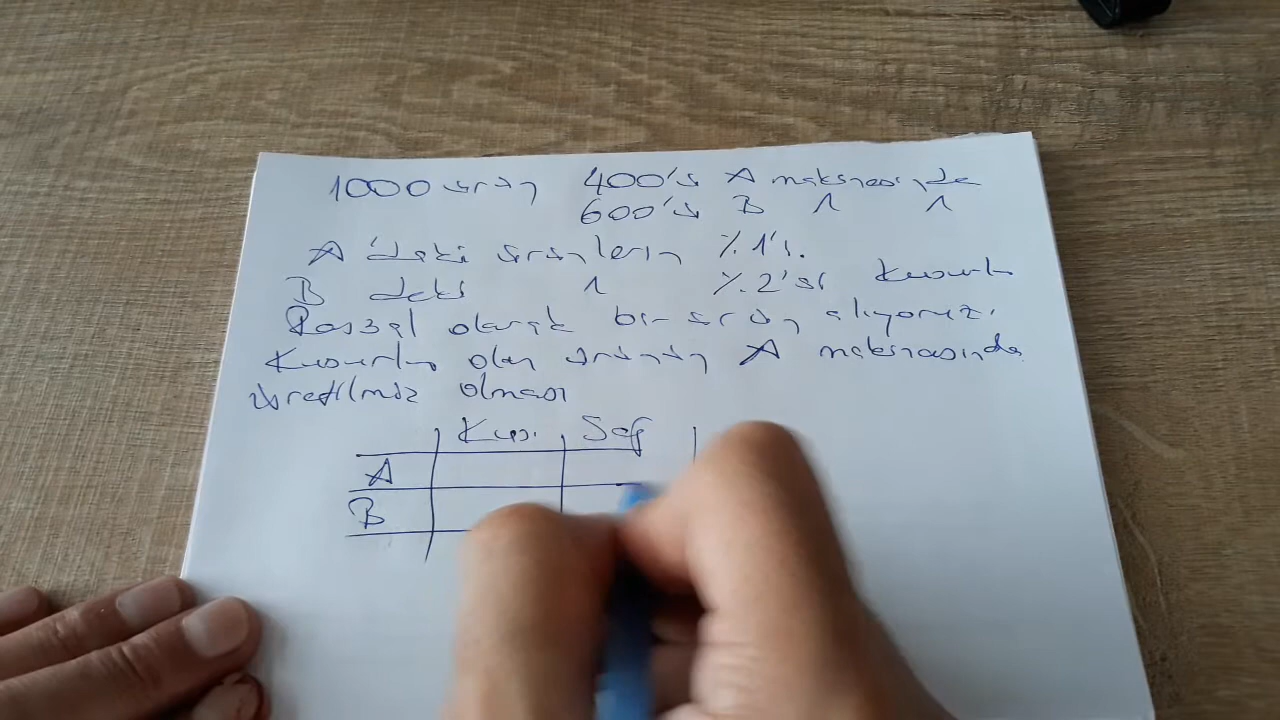 1000 ürün 400'ü A makinasında
600'ü B " "
A'daki ürünlerin %1'i.
B deki " %2'si kusurlu
Rasgel olarak bir ürün alıyoruz.
Kusurlu olan ürünün A makinasında
üretilmiş olması
Kus. Sağ
A
B